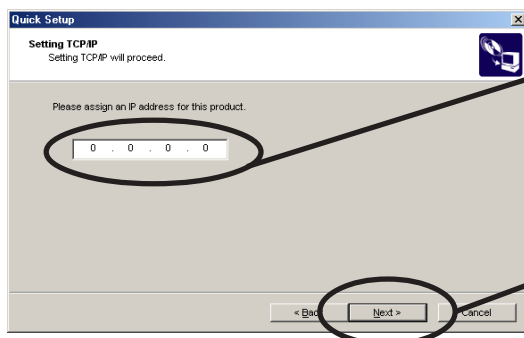 Quick Setup
Setting TCP/IP
Setting TCP/IP will proceed.
Please assign an IP address for this product.
0 . 0 . 0 . 0
< Bac Next > Cancel